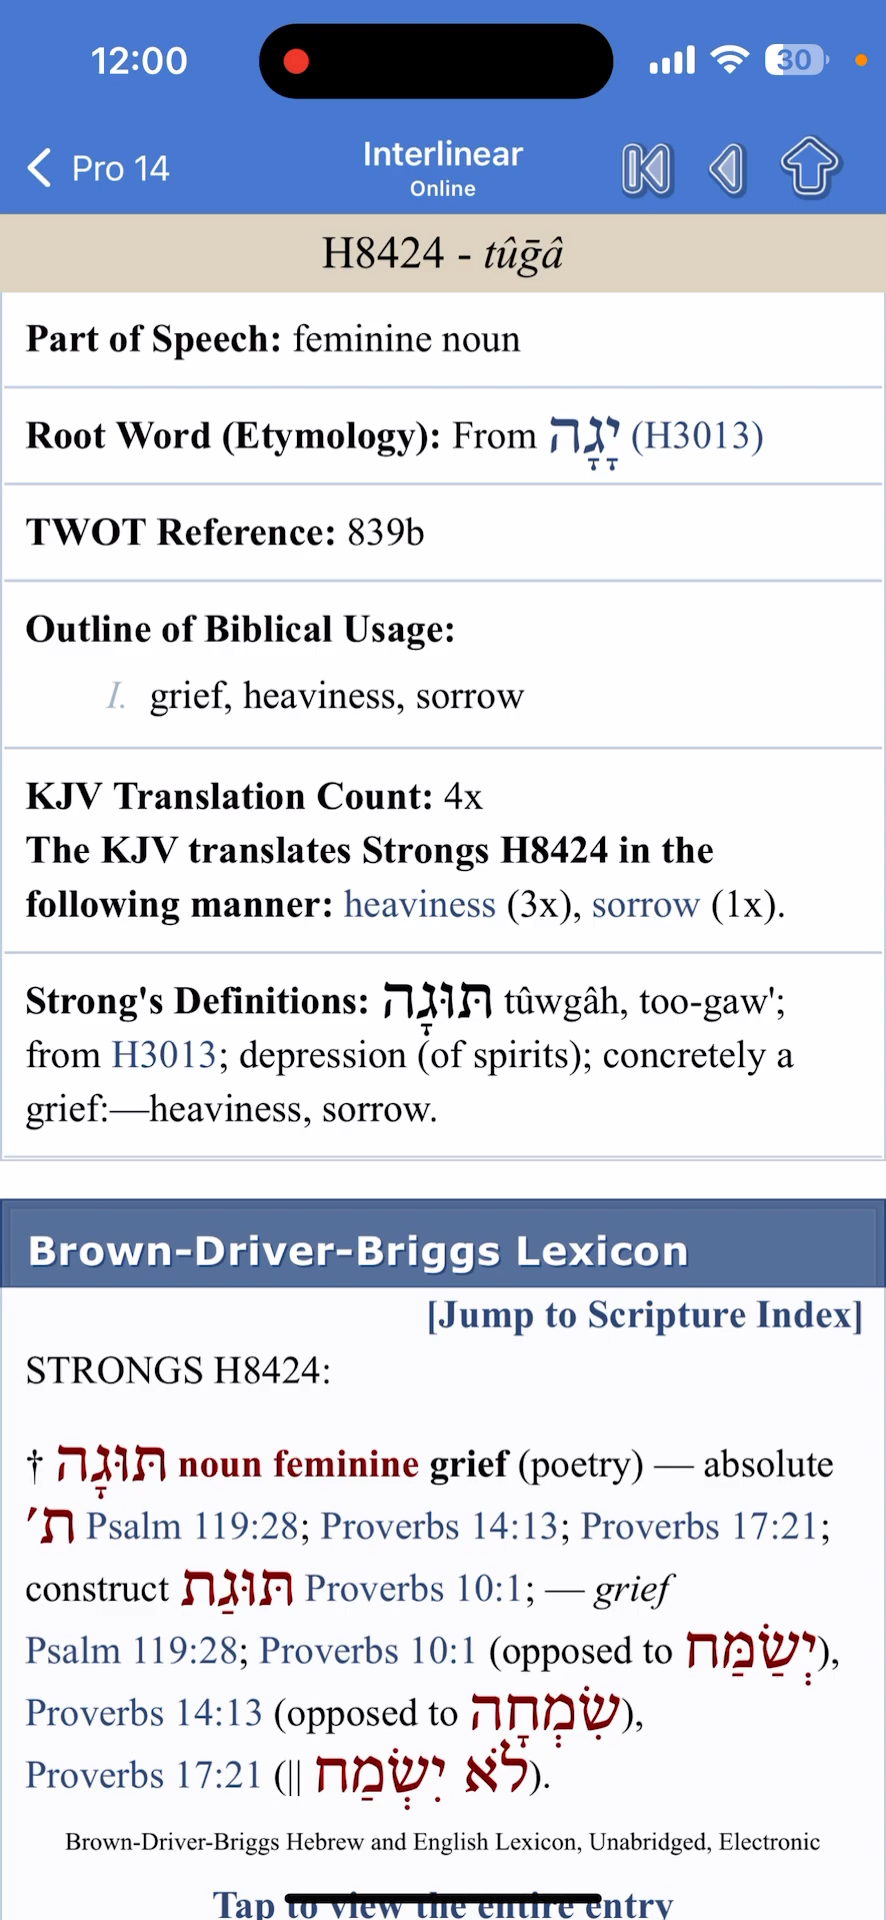 12:00
30
Pro 14
Interlinear
Online
H8424 - tûḡâ
Part of Speech: feminine noun
Root Word (Etymology): From יָגָה (H3013)
TWOT Reference: 839b
Outline of Biblical Usage:
I. grief, heaviness, sorrow
KJV Translation Count: 4x
The KJV translates Strongs H8424 in the
following manner: heaviness (3x), sorrow (1x).
Strong's Definitions: תּוּגָה tûwgâh, too-gaw';
from H3013; depression (of spirits); concretely a
grief:—heaviness, sorrow.
Brown-Driver-Briggs Lexicon
[Jump to Scripture Index]
STRONGS H8424:
† תּוּגָה noun feminine grief (poetry) — absolute
ת׳ Psalm 119:28; Proverbs 14:13; Proverbs 17:21;
construct תּוּגַת Proverbs 10:1; — grief
Psalm 119:28; Proverbs 10:1 (opposed to יְשַׂמַּח),
Proverbs 14:13 (opposed to שִׂמְחָה),
Proverbs 17:21 (|| לֹא יִשְׂמַח).
Brown-Driver-Briggs Hebrew and English Lexicon, Unabridged, Electronic
Tap to view the entire entry